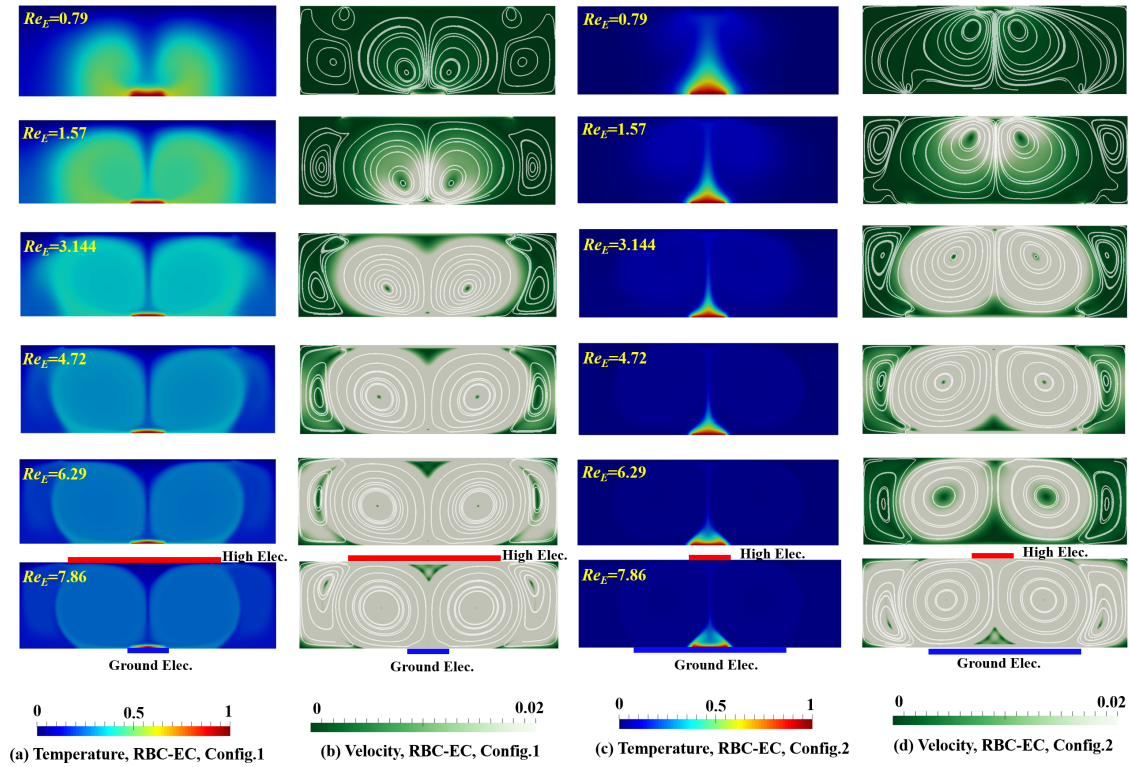 Re_E=0.79
Re_E=0.79
Re_E=1.57
Re_E=1.57
Re_E=3.144
Re_E=3.144
Re_E=4.72
Re_E=4.72
Re_E=6.29
Re_E=6.29
High Elec.
High Elec.
High Elec.
High Elec.
Re_E=7.86
Re_E=7.86
Ground Elec.
Ground Elec.
Ground Elec.
Ground Elec.
0 0.5 1
0 0.02
0 0.5 1
0 0.02
(a) Temperature, RBC-EC, Config.1
(b) Velocity, RBC-EC, Config.1
(c) Temperature, RBC-EC, Config.2
(d) Velocity, RBC-EC, Config.2